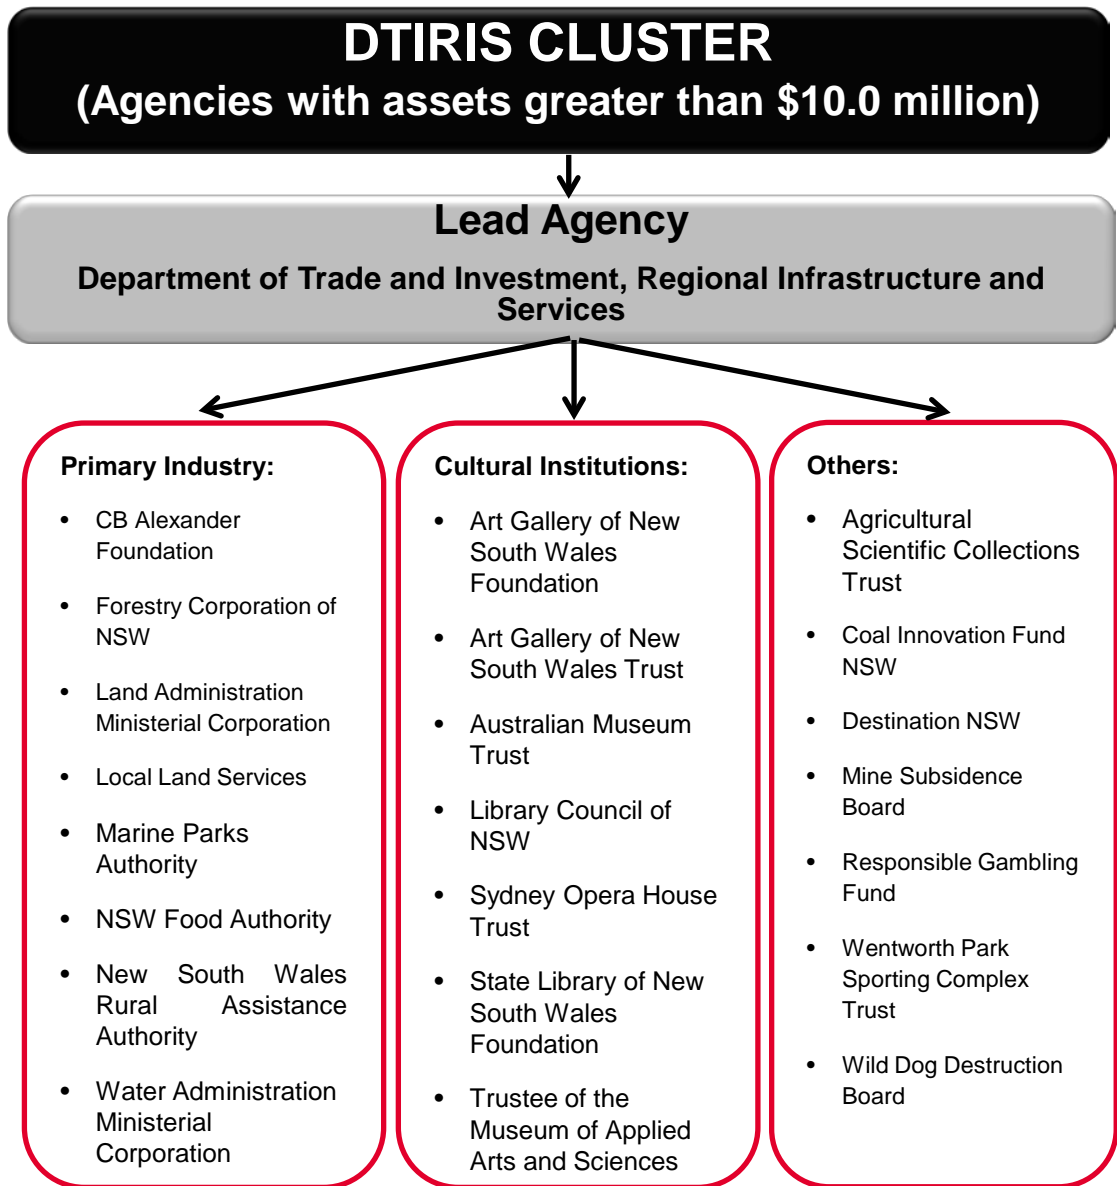 DTIRIS CLUSTER
(Agencies with assets greater than $10.0 million)
Lead Agency
Department of Trade and Investment, Regional Infrastructure and
Services
Primary Industry:
• CB Alexander
Foundation
• Forestry Corporation of
NSW
• Land Administration
Ministerial Corporation
• Local Land Services
• Marine Parks
Authority
• NSW Food Authority
• New South Wales
Rural Assistance
Authority
• Water Administration
Ministerial
Corporation
Cultural Institutions:
• Art Gallery of New
South Wales
Foundation
• Art Gallery of New
South Wales Trust
• Australian Museum
Trust
• Library Council of
NSW
• Sydney Opera House
Trust
• State Library of New
South Wales
Foundation
• Trustee of the
Museum of Applied
Arts and Sciences
Others:
• Agricultural
Scientific Collections
Trust
• Coal Innovation Fund
NSW
• Destination NSW
• Mine Subsidence
Board
• Responsible Gambling
Fund
• Wentworth Park
Sporting Complex
Trust
• Wild Dog Destruction
Board